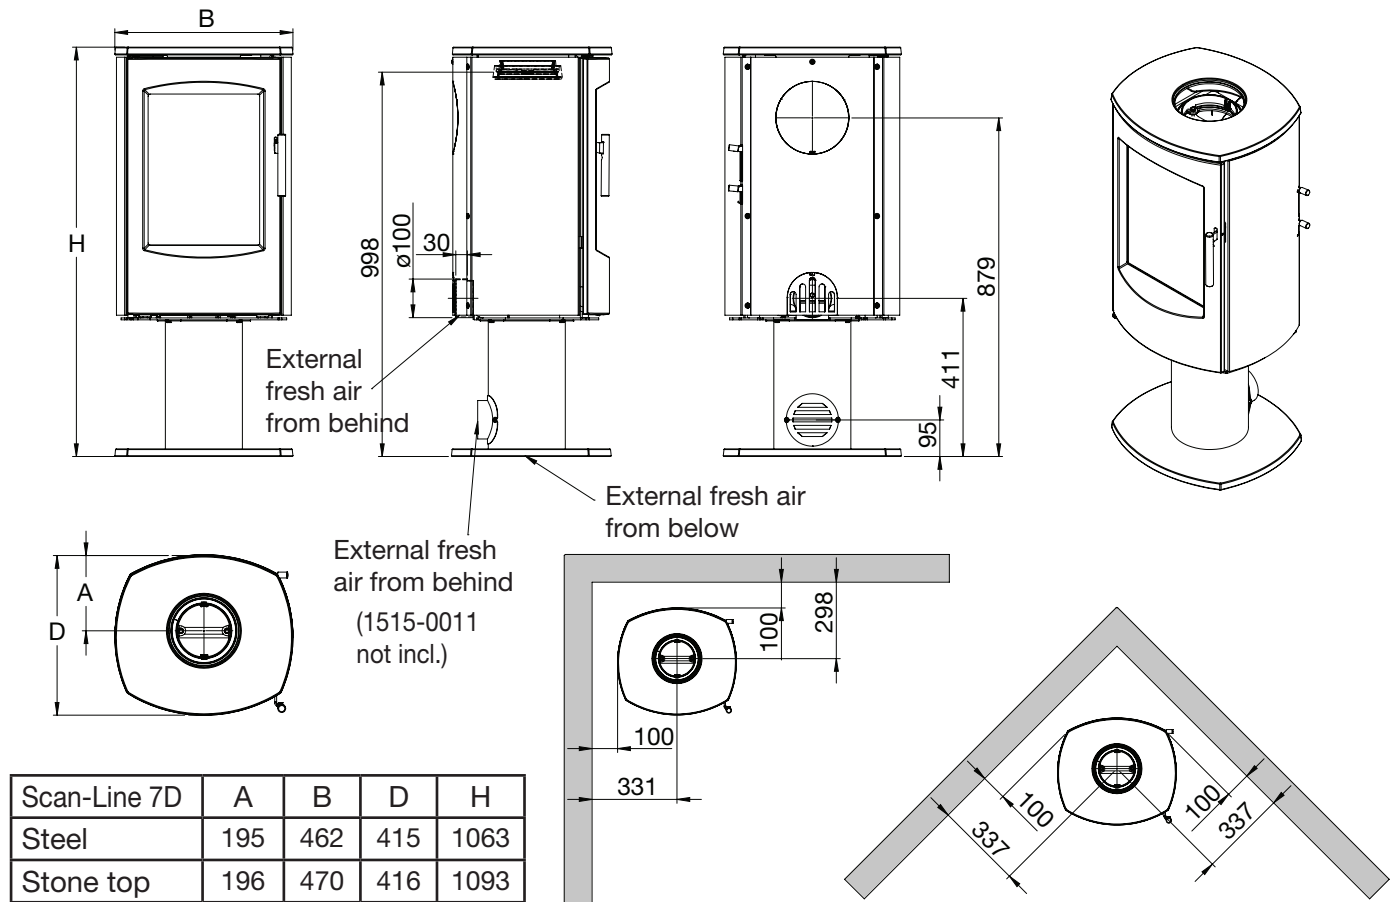 B
H
998
ø100
30
879
411
95
External
fresh air
from behind
External fresh air
from below
External fresh
air from behind
(1515-0011
not incl.)
A
D
100
298
100
331
100
337
100
337
Scan-Line 7D A B D H
Steel 195 462 415 1063
Stone top 196 470 416 1093